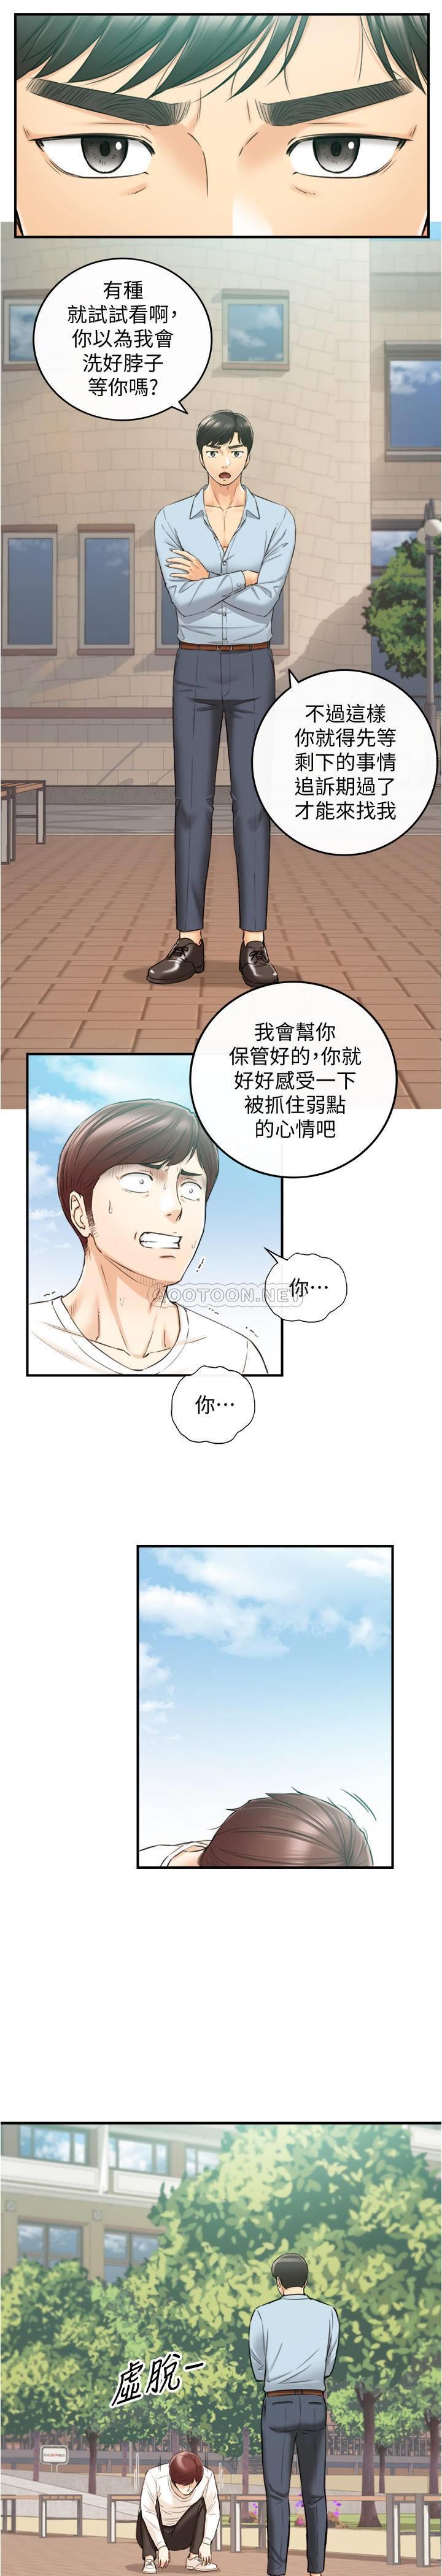 有種
就試試看啊,
你以為我會
洗好脖子
等你嗎?
不過這樣
你就得先等
剩下的事情
追訴期過了
才能來找我
我會幫你
保管好的,你就
好好感受一下
被抓住弱點
的心情吧
你…
你…
虛脫-